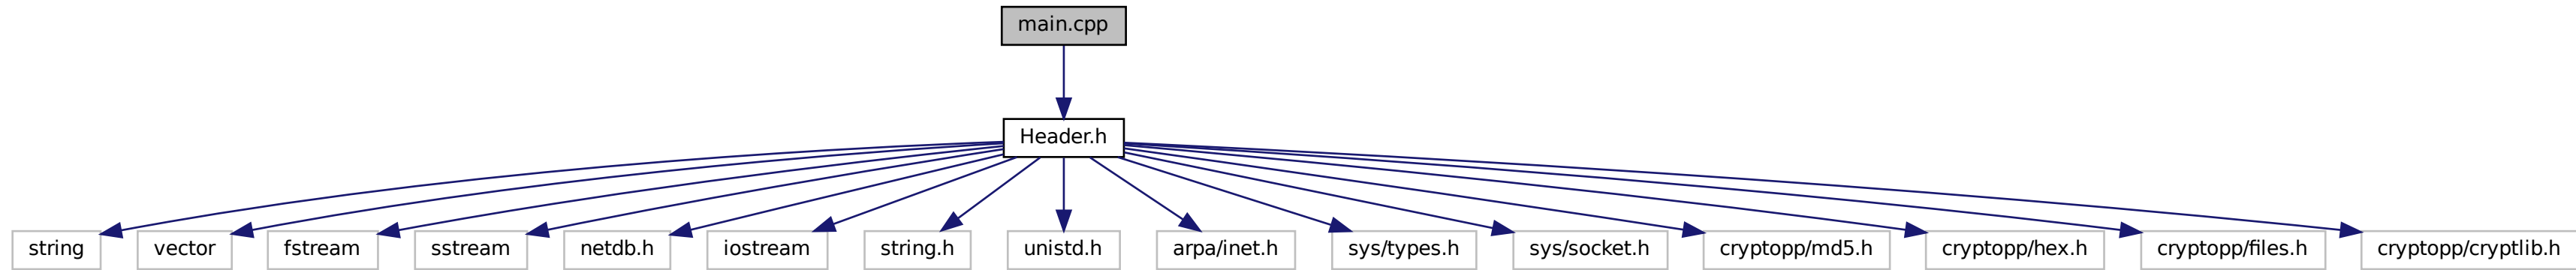 main.cpp
Header.h
string
vector
fstream
sstream
netdb.h
iostream
string.h
unistd.h
arpa/inet.h
sys/types.h
sys/socket.h
cryptopp/md5.h
cryptopp/hex.h
cryptopp/files.h
cryptopp/cryptlib.h